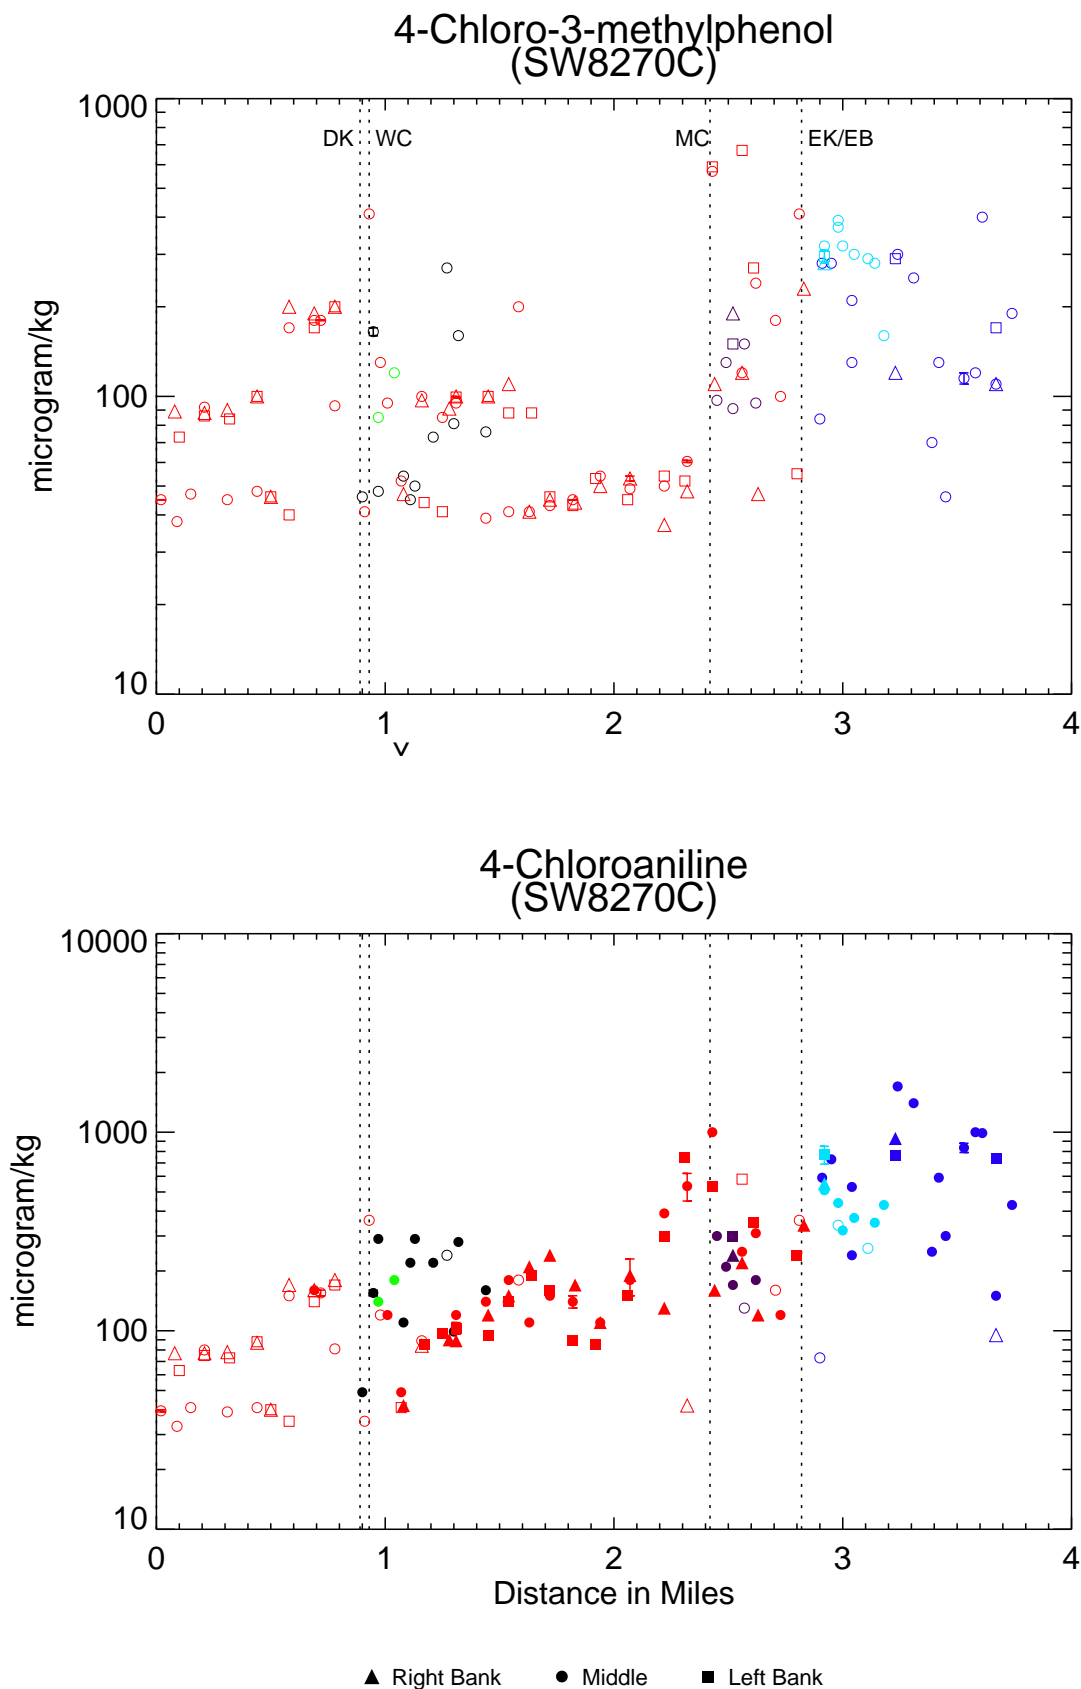 4-Chloro-3-methylphenol
(SW8270C)
1000
DK WC MC EK/EB
100
microgram/kg
10
0 1 2 3 4
v
4-Chloroaniline
(SW8270C)
10000
1000
microgram/kg
100
10
0 1 2 3 4
Distance in Miles
Right Bank Middle Left Bank